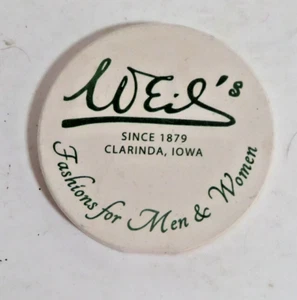 Weil's
SINCE 1879
CLARINDA, IOWA
Fashions for Men & Women